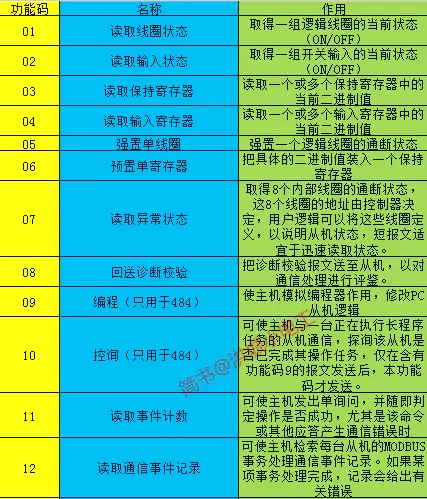 功能码 名称 作用
01 读取线圈状态 取得一组逻辑线圈的当前状态
(ON/OFF)
02 读取输入状态 取得一组开关输入的当前状态
(ON/OFF)
03 读取保持寄存器 读取一个或多个保持寄存器中的
当前二进制值
04 读取输入寄存器 读取一个或多个输入寄存器中的
当前二进制值
05 强置单线圈 强置一个逻辑线圈的通断状态
06 预置单寄存器 把具体的二进制值装入一个保持
寄存器
07 读取异常状态 取得8个内部线圈的通断状态，
这8个线圈的地址由控制器决
定，用户逻辑可以将这些线圈定
义，以说明从机状态，短报文适
宜于迅速读取状态。
08 回送诊断校验 把诊断校验报文送至从机，以对
通信处理进行评鉴。
09 编程（只用于484） 使主机模拟编程器作用，修改PC
从机逻辑
10 控询（只用于484） 可使主机与一台正在执行长程序
任务的从机通信，探询该从机是
否已完成其操作任务，仅在含有
功能码9的报文发送后，本功能
码才发送。
11 读取事件计数 可使主机发出单询问，并随即判
定操作是否成功，尤其是该命令
或其他应答产生通信错误时
12 读取通信事件记录 可使主机检索每台从机的MODBUS
事务处理通信事件记录。如果某
项事务处理完成，记录会给出有
关错误
简书@